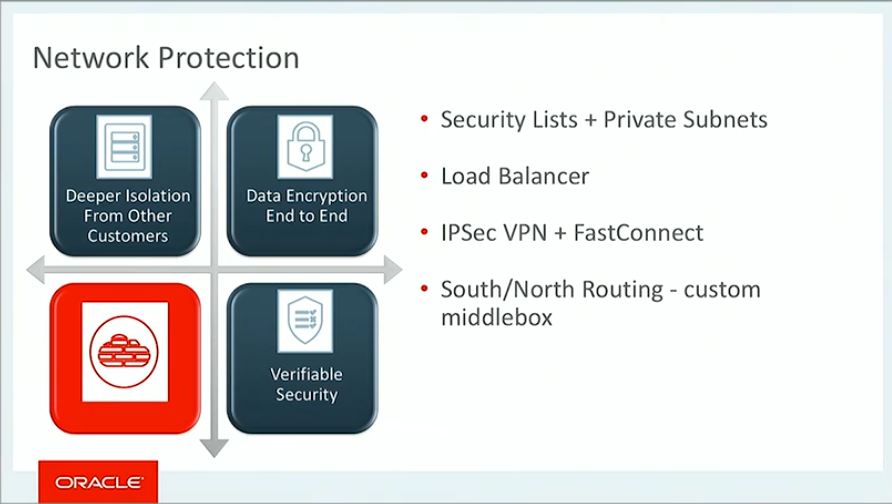 Network Protection
Deeper Isolation
From Other
Customers
Data Encryption
End to End
Verifiable
Security
• Security Lists + Private Subnets
• Load Balancer
• IPSec VPN + FastConnect
• South/North Routing - custom
middlebox
ORACLE